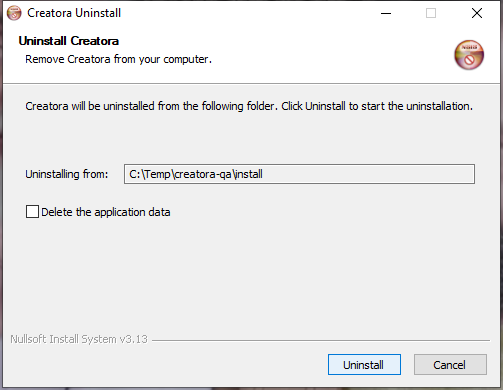 Creatora Uninstall
Uninstall Creatora
Remove Creatora from your computer.
Creatora will be uninstalled from the following folder. Click Uninstall to start the uninstallation.
Uninstalling from:
C:\Temp\creatora-qa\install
Delete the application data
Nullsoft Install System v3.13
Uninstall
Cancel